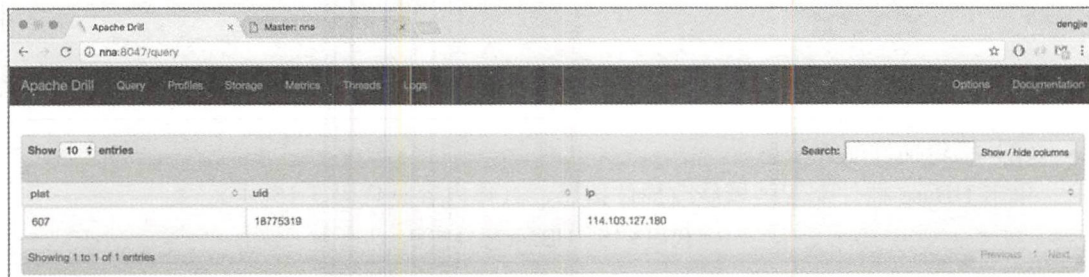 Apache Drill Master: nna dengjie
nna:8047/query
Apache Drill Query Profiles Storage Metrics Threads Logs Options Documentation
Show 10 entries Search: Show / hide columns
plat uid ip
607 18775319 114.103.127.180
Showing 1 to 1 of 1 entries Previous 1 Next